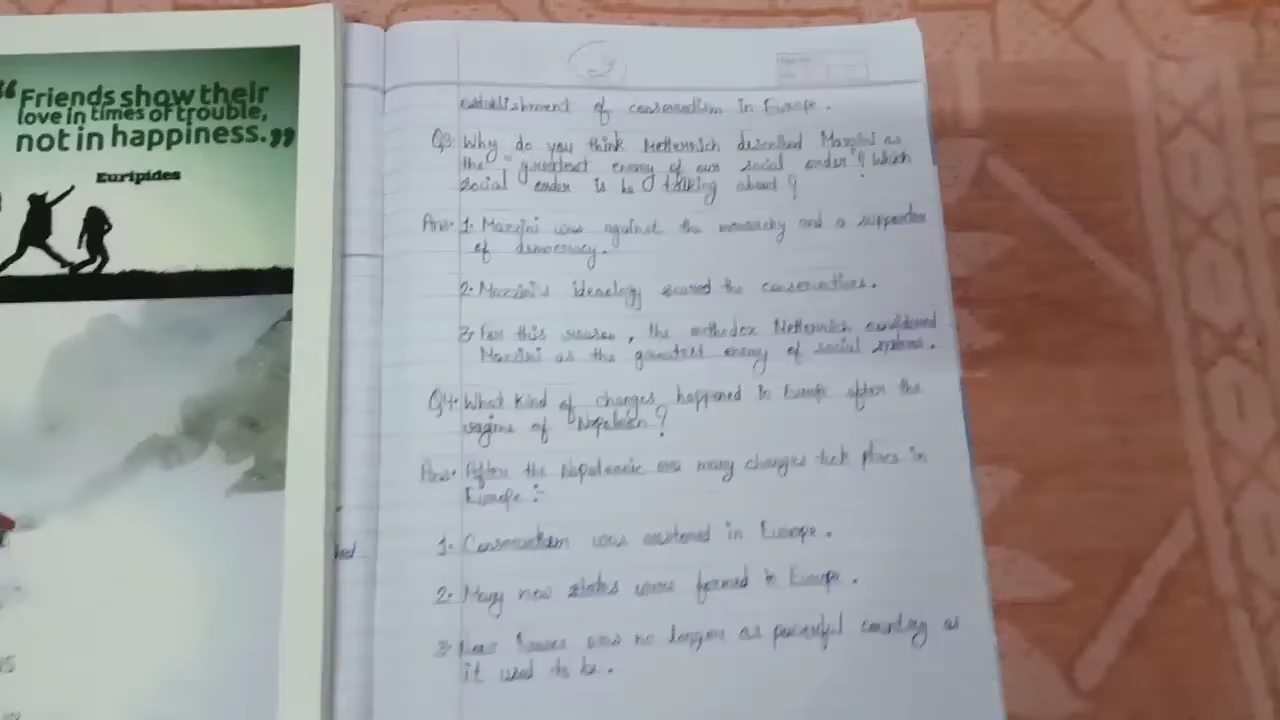 “Friends show their
love in times of trouble,
not in happiness.”
Euripides
establishment of conservatism in Europe.
Q3. Why do you think Metternich described Mazzini as
the "greatest enemy of our social order"? Which
social order is he talking about?
Ans. 1. Mazzini was against the monarchy and a supporter
of democracy.
2. Mazzini's ideology scared the conservatives.
3. For this reason, the orthodox Metternich considered
Mazzini as the greatest enemy of social system.
Q4. What kind of changes happened in Europe after the
regime of Napoleon?
Ans. After the Napoleonic era many changes took place in
Europe :-
1. Conservatism was restored in Europe.
2. Many new states were formed in Europe.
3. Now France was no longer as powerful country as
it used to be.